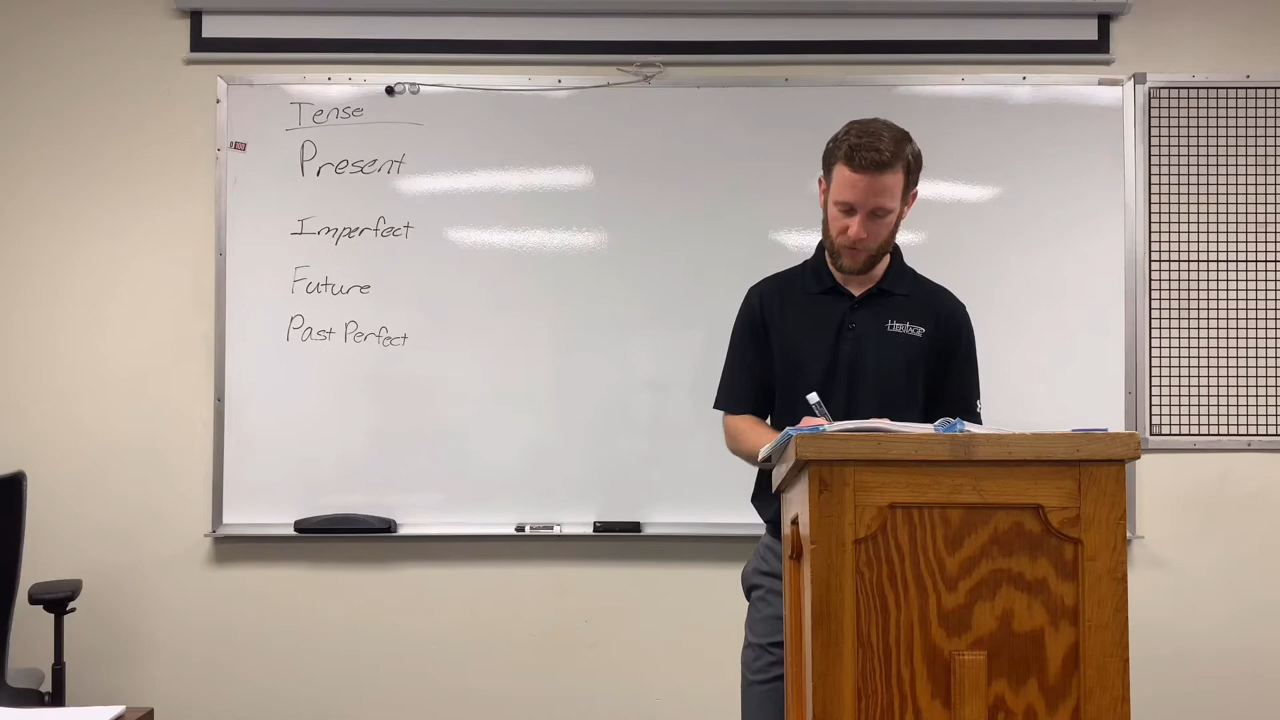 Tense
Present
Imperfect
Future
Past Perfect
HERITAGE